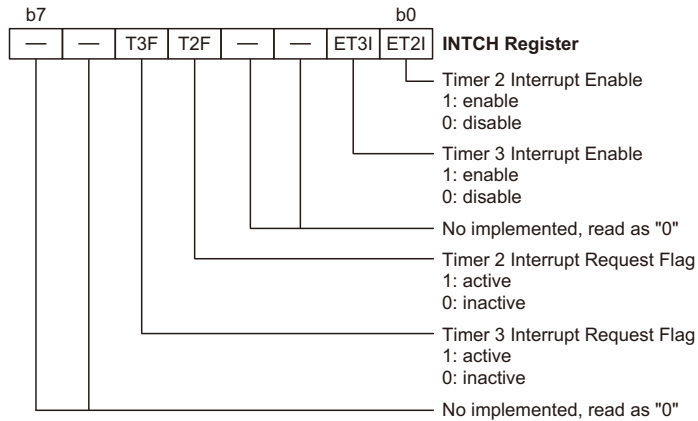 b7 b0
— — T3F T2F — — ET3I ET2I INTCH Register
Timer 2 Interrupt Enable
1: enable
0: disable
Timer 3 Interrupt Enable
1: enable
0: disable
No implemented, read as "0"
Timer 2 Interrupt Request Flag
1: active
0: inactive
Timer 3 Interrupt Request Flag
1: active
0: inactive
No implemented, read as "0"